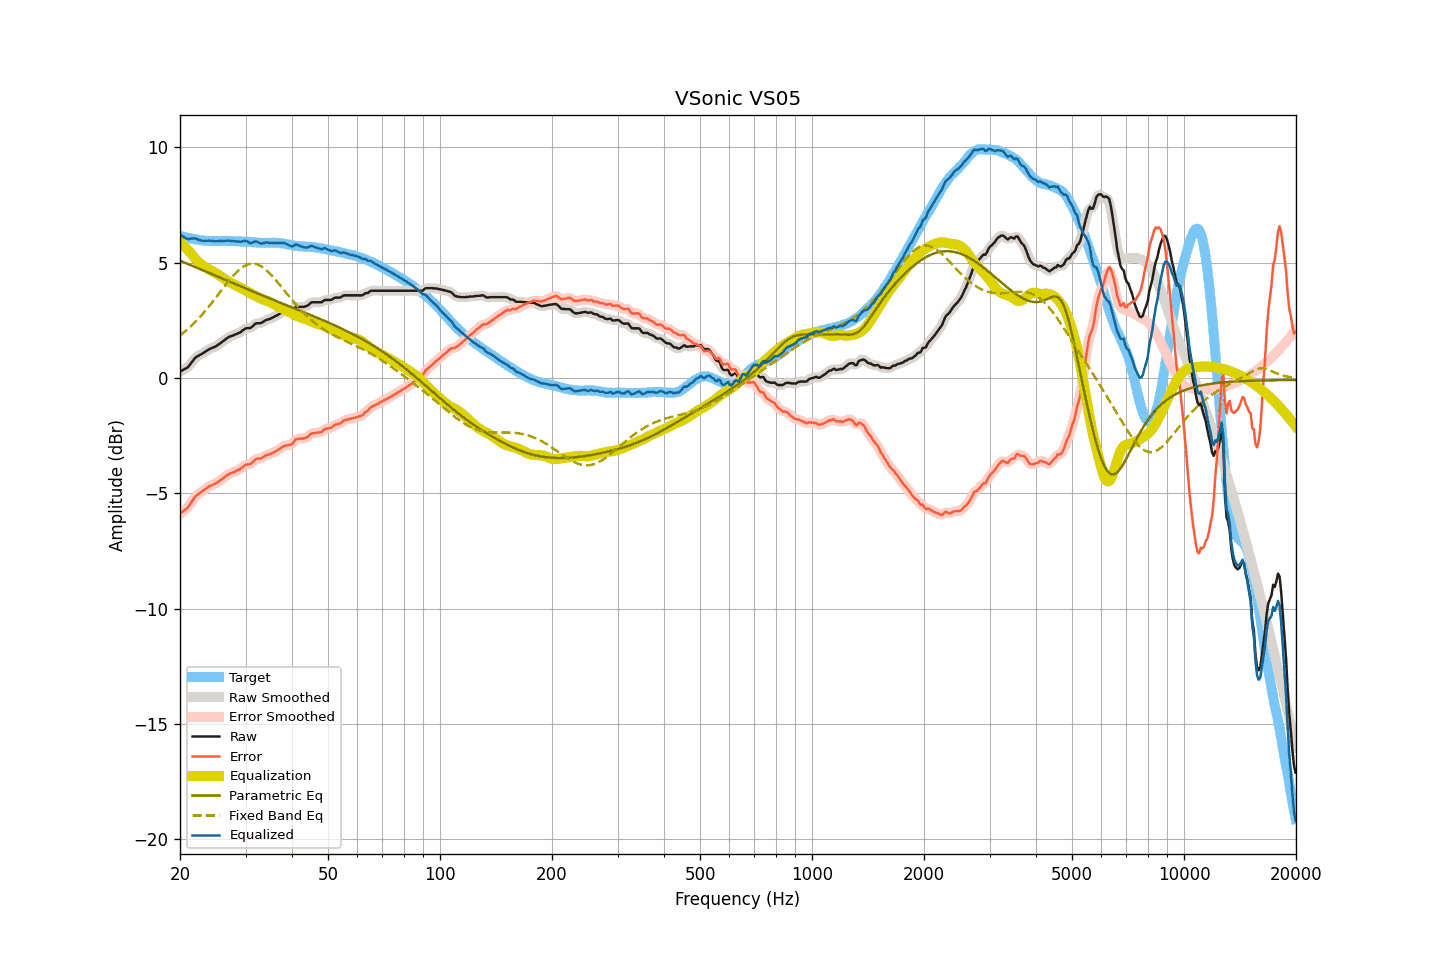 VSonic VS05
10
5
0
−5
−10
−15
−20
Amplitude (dBr)
Target
Raw Smoothed
Error Smoothed
Raw
Error
Equalization
Parametric Eq
Fixed Band Eq
Equalized
20 50 100 200 500 1000 2000 5000 10000 20000
Frequency (Hz)